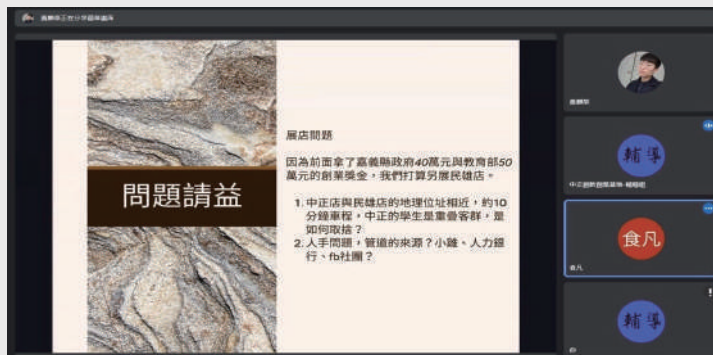 問題請益
展店問題
因為前面拿了嘉義縣政府40萬元與教育部50
萬元的創業獎金，我們打算另展民雄店。
1. 中正店與民雄店的地理位址相近，約10
分鐘車程，中正的學生是重疊客群，是
如何取捨？
2. 人手問題，管道的來源？小雞、人力銀
行、fb社團？
輔導
食凡
食凡
輔導